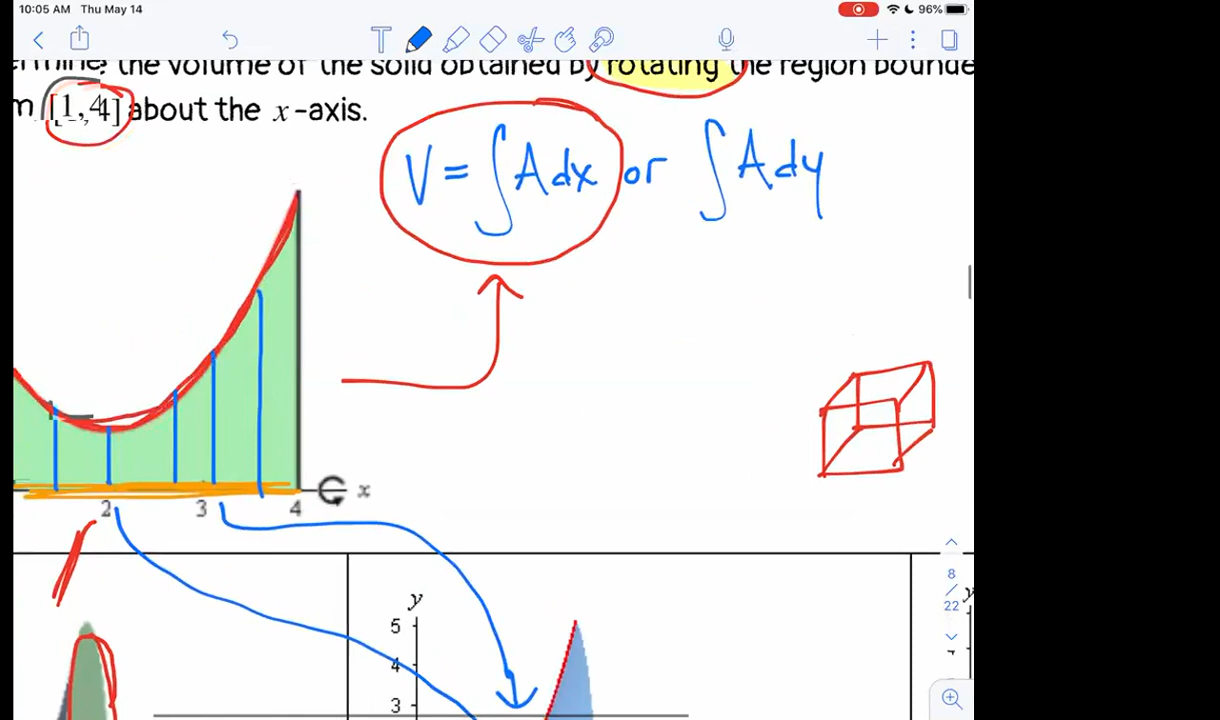 10:05 AM Thu May 14
96%
the volume of the solid obtained by rotating the region
[1, 4] about the x-axis.
V = ∫ A dx or ∫ A dy
x
2 3 4
y
5
4
3
8
/
22
y